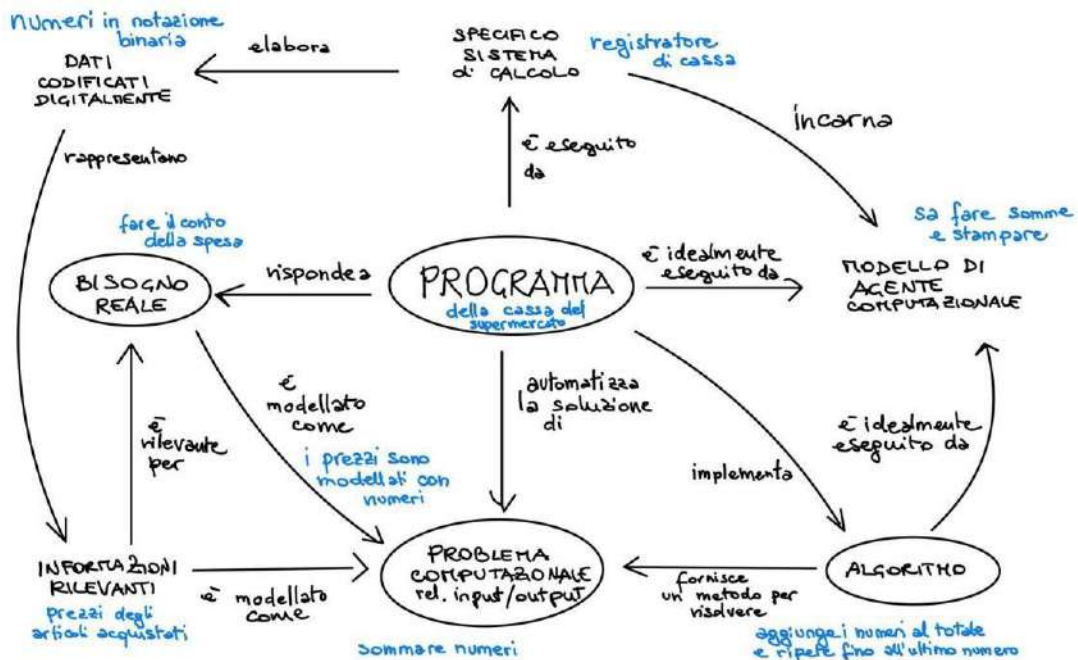 numeri in notazione
binaria
DATI
CODIFICATI
DIGITALMENTE
elabora
SPECIFICO
SISTEMA
di CALCOLO
registratore
di cassa
incarna
rappresentano
è eseguito
da
fare il conto
della spesa
sa fare somme
e stampare
BISOGNO
REALE
risponde a
PROGRAMMA
della cassa del
supermercato
è idealmente
eseguito da
MODELLO DI
AGENTE
COMPUTAZIONALE
è
modellato
come
automatizza
la soluzione
di
è
rilevante
per
i prezzi sono
modellati con
numeri
implementa
è idealmente
eseguito da
INFORMAZIONI
RILEVANTI
prezzi degli
articoli acquistati
è modellato
come
PROBLEMA
COMPUTAZIONALE
rel. input/output
sommare numeri
fornisce
un metodo per
risolvere
ALGORITMO
aggiunge i numeri al totale
e ripete fino all'ultimo numero